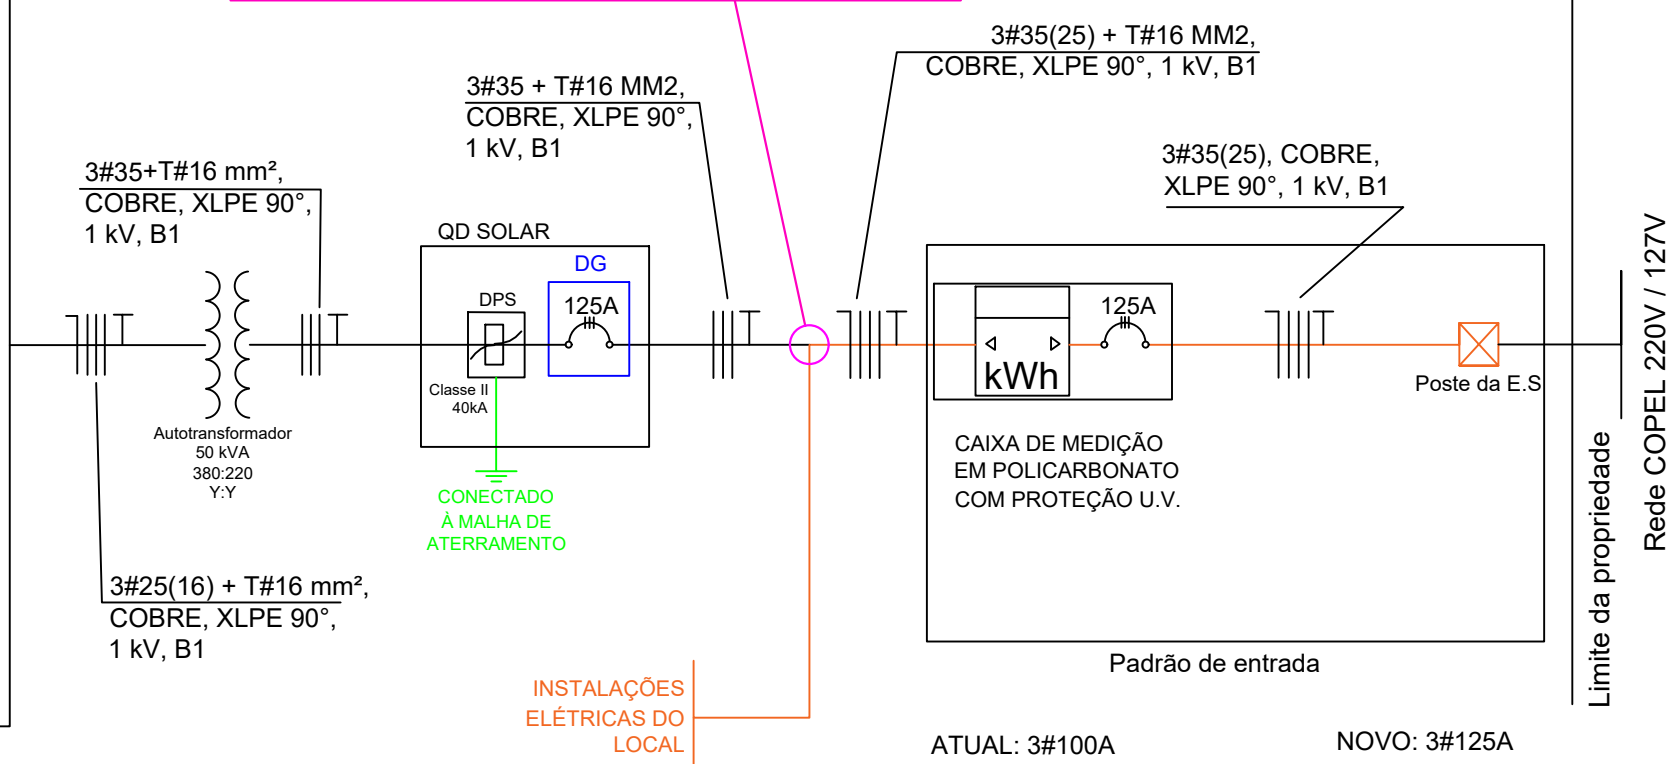 3#35(25) + T#16 MM2,
COBRE, XLPE 90°, 1 kV, B1
3#35 + T#16 MM2,
COBRE, XLPE 90°,
1 kV, B1
3#35(25), COBRE,
XLPE 90°, 1 kV, B1
3#35+T#16 mm²,
COBRE, XLPE 90°,
1 kV, B1
QD SOLAR
DG
DPS
125A
Classe II
40kA
125A
kWh
Poste da E.S
Autotransformador
50 kVA
380:220
Y:Y
CONECTADO
À MALHA DE
ATERRAMENTO
CAIXA DE MEDIÇÃO
EM POLICARBONATO
COM PROTEÇÃO U.V.
3#25(16) + T#16 mm²,
COBRE, XLPE 90°,
1 kV, B1
Padrão de entrada
INSTALAÇÕES
ELÉTRICAS DO
LOCAL
ATUAL: 3#100A
NOVO: 3#125A
Limite da propriedade
Rede COPEL 220V / 127V